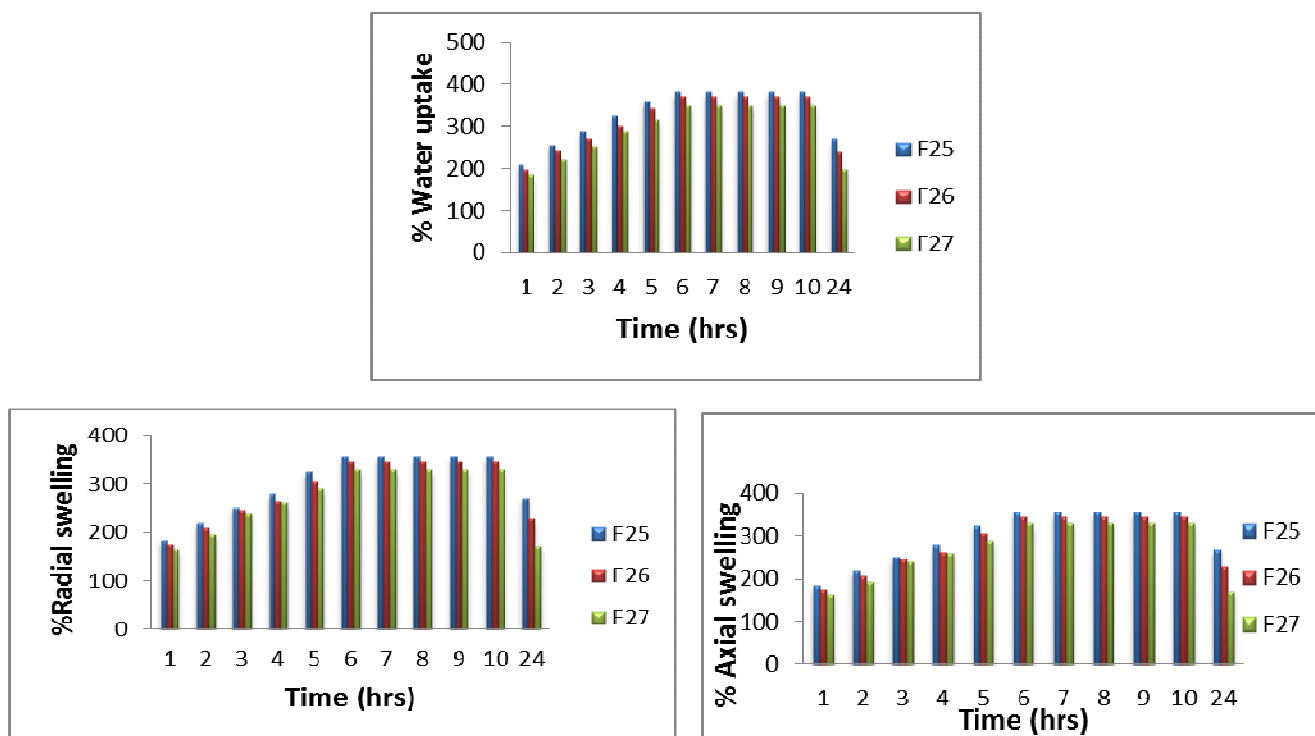 % Water uptake
500
400
300
200
100
0
1 2 3 4 5 6 7 8 9 10 24
Time (hrs)
F25
F26
F27
%Radial swelling
400
300
200
100
0
1 2 3 4 5 6 7 8 9 10 24
Time (hrs)
F25
F26
F27
% Axial swelling
400
300
200
100
0
1 2 3 4 5 6 7 8 9 10 24
Time (hrs)
F25
F26
F27